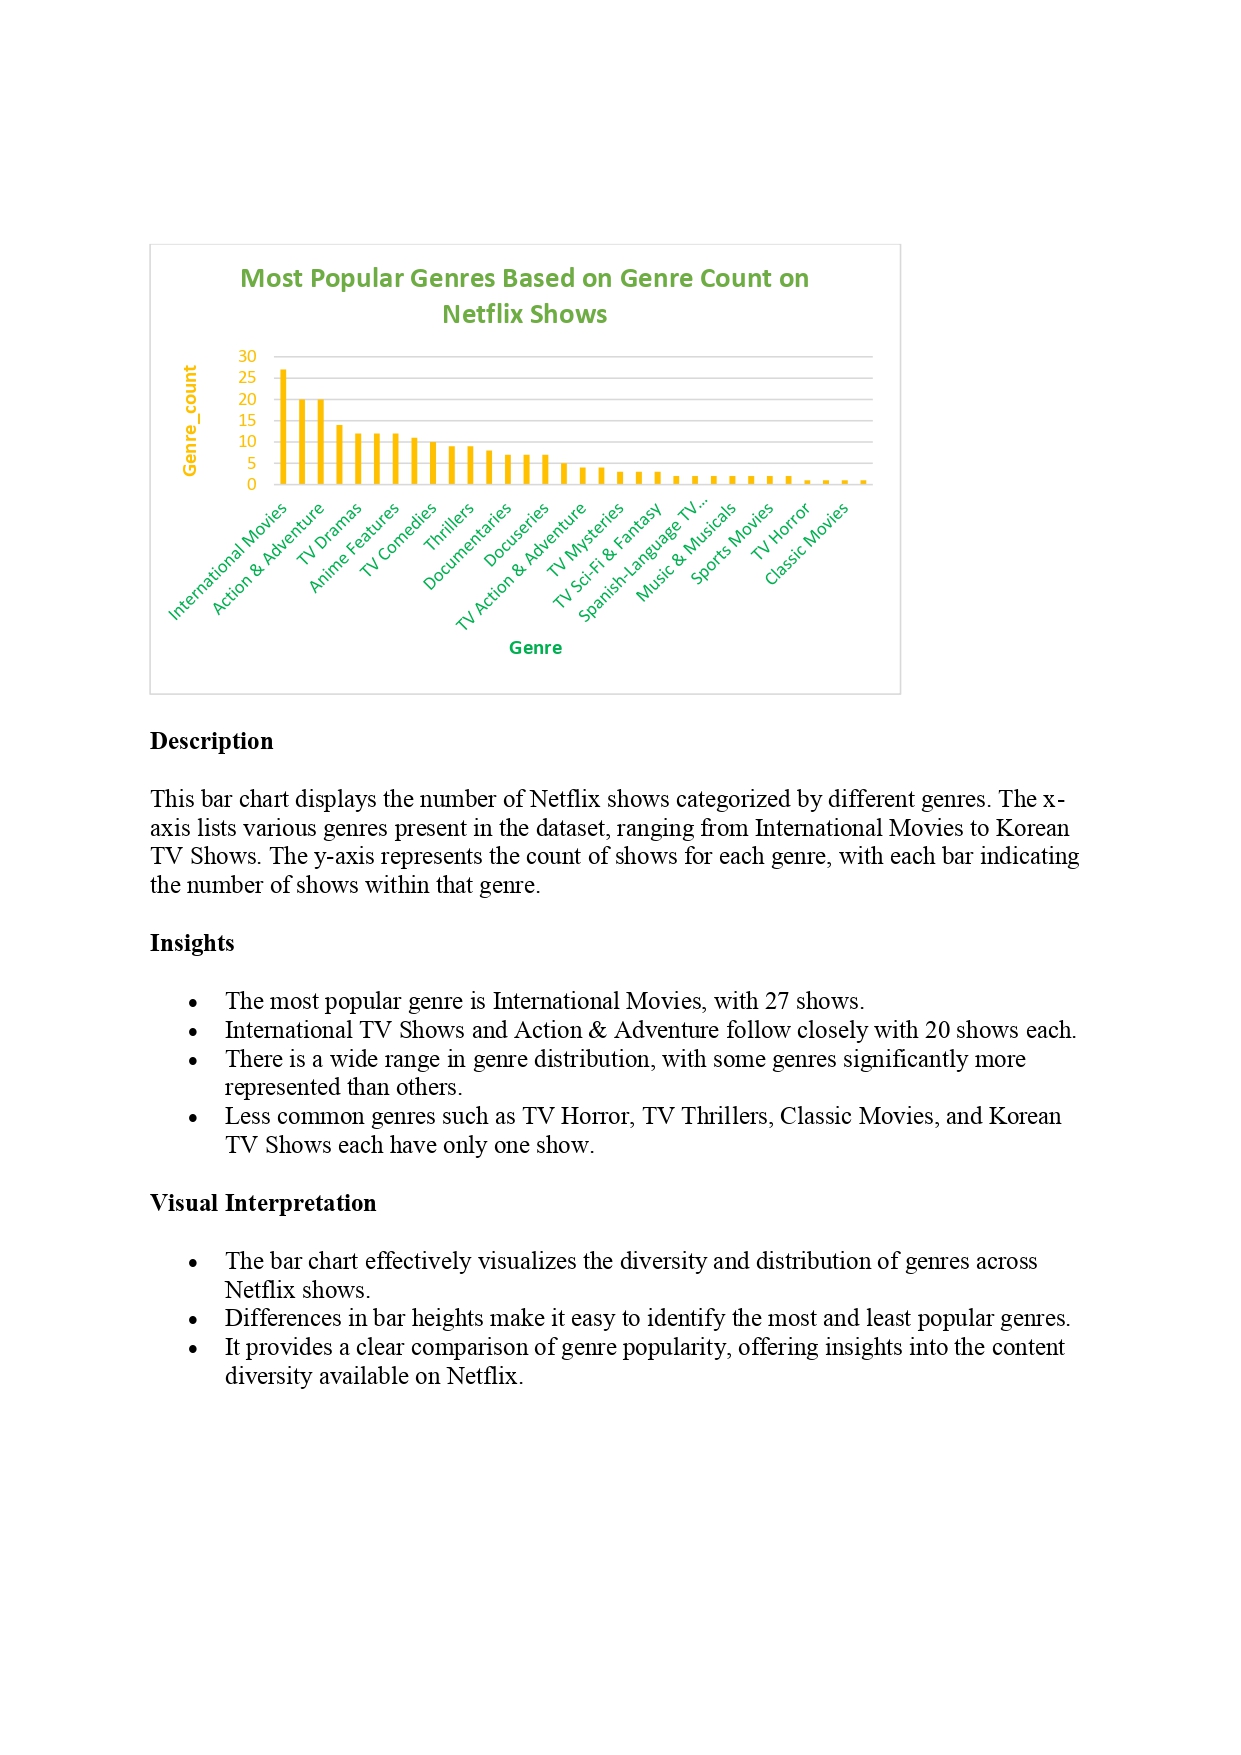 Most Popular Genres Based on Genre Count on
Netflix Shows
Genre_count
30
25
20
15
10
5
0
International Movies
Action & Adventure
TV Dramas
Anime Features
TV Comedies
Thrillers
Documentaries
Docuseries
TV Action & Adventure
TV Mysteries
TV Sci-Fi & Fantasy
Spanish-Language TV...
Music & Musicals
Sports Movies
TV Horror
Classic Movies
Genre
Description
This bar chart displays the number of Netflix shows categorized by different genres. The x-
axis lists various genres present in the dataset, ranging from International Movies to Korean
TV Shows. The y-axis represents the count of shows for each genre, with each bar indicating
the number of shows within that genre.
Insights
• The most popular genre is International Movies, with 27 shows.
• International TV Shows and Action & Adventure follow closely with 20 shows each.
• There is a wide range in genre distribution, with some genres significantly more
represented than others.
• Less common genres such as TV Horror, TV Thrillers, Classic Movies, and Korean
TV Shows each have only one show.
Visual Interpretation
• The bar chart effectively visualizes the diversity and distribution of genres across
Netflix shows.
• Differences in bar heights make it easy to identify the most and least popular genres.
• It provides a clear comparison of genre popularity, offering insights into the content
diversity available on Netflix.